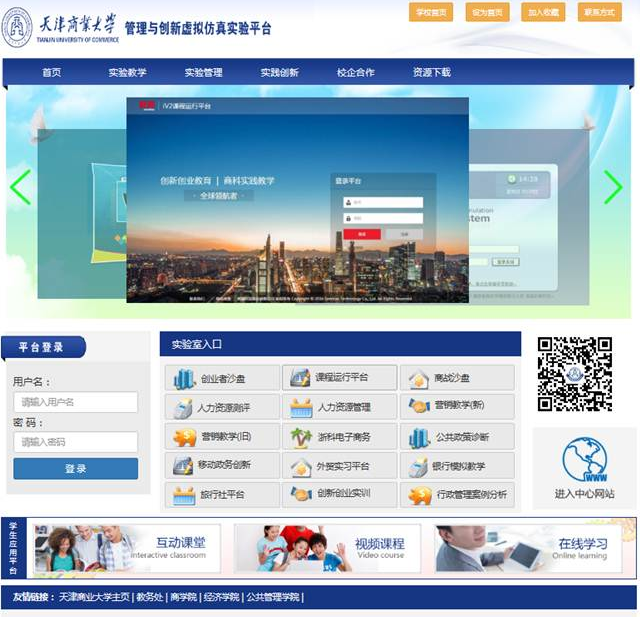 学校首页 设为首页 加入收藏 联系方式
天津商业大学 管理与创新虚拟仿真实验平台
TIANJIN UNIVERSITY OF COMMERCE
首页 实验教学 实验管理 实践创新 校企合作 资源下载
iV2课程运行平台
创新创业教育 | 商科实践教学
· 全球领航者 ·
登录平台
14:28
平台登录
实验室入口
用户名：
请输入用户名
密 码：
请输入密码
登录
创业者沙盘 课程运行平台 商战沙盘
人力资源测评 人力资源管理 营销教学(新)
营销教学(旧) 浙科电子商务 公共政策诊断
移动政务创新 外贸实习平台 银行模拟教学
旅行社平台 创新创业实训 行政管理案例分析
WWW
进入中心网站
学生应用平台
互动课堂
interactive classroom
视频课程
Video course
在线学习
Online learning
友情链接： 天津商业大学主页 | 教务处 | 商学院 | 经济学院 | 公共管理学院 |